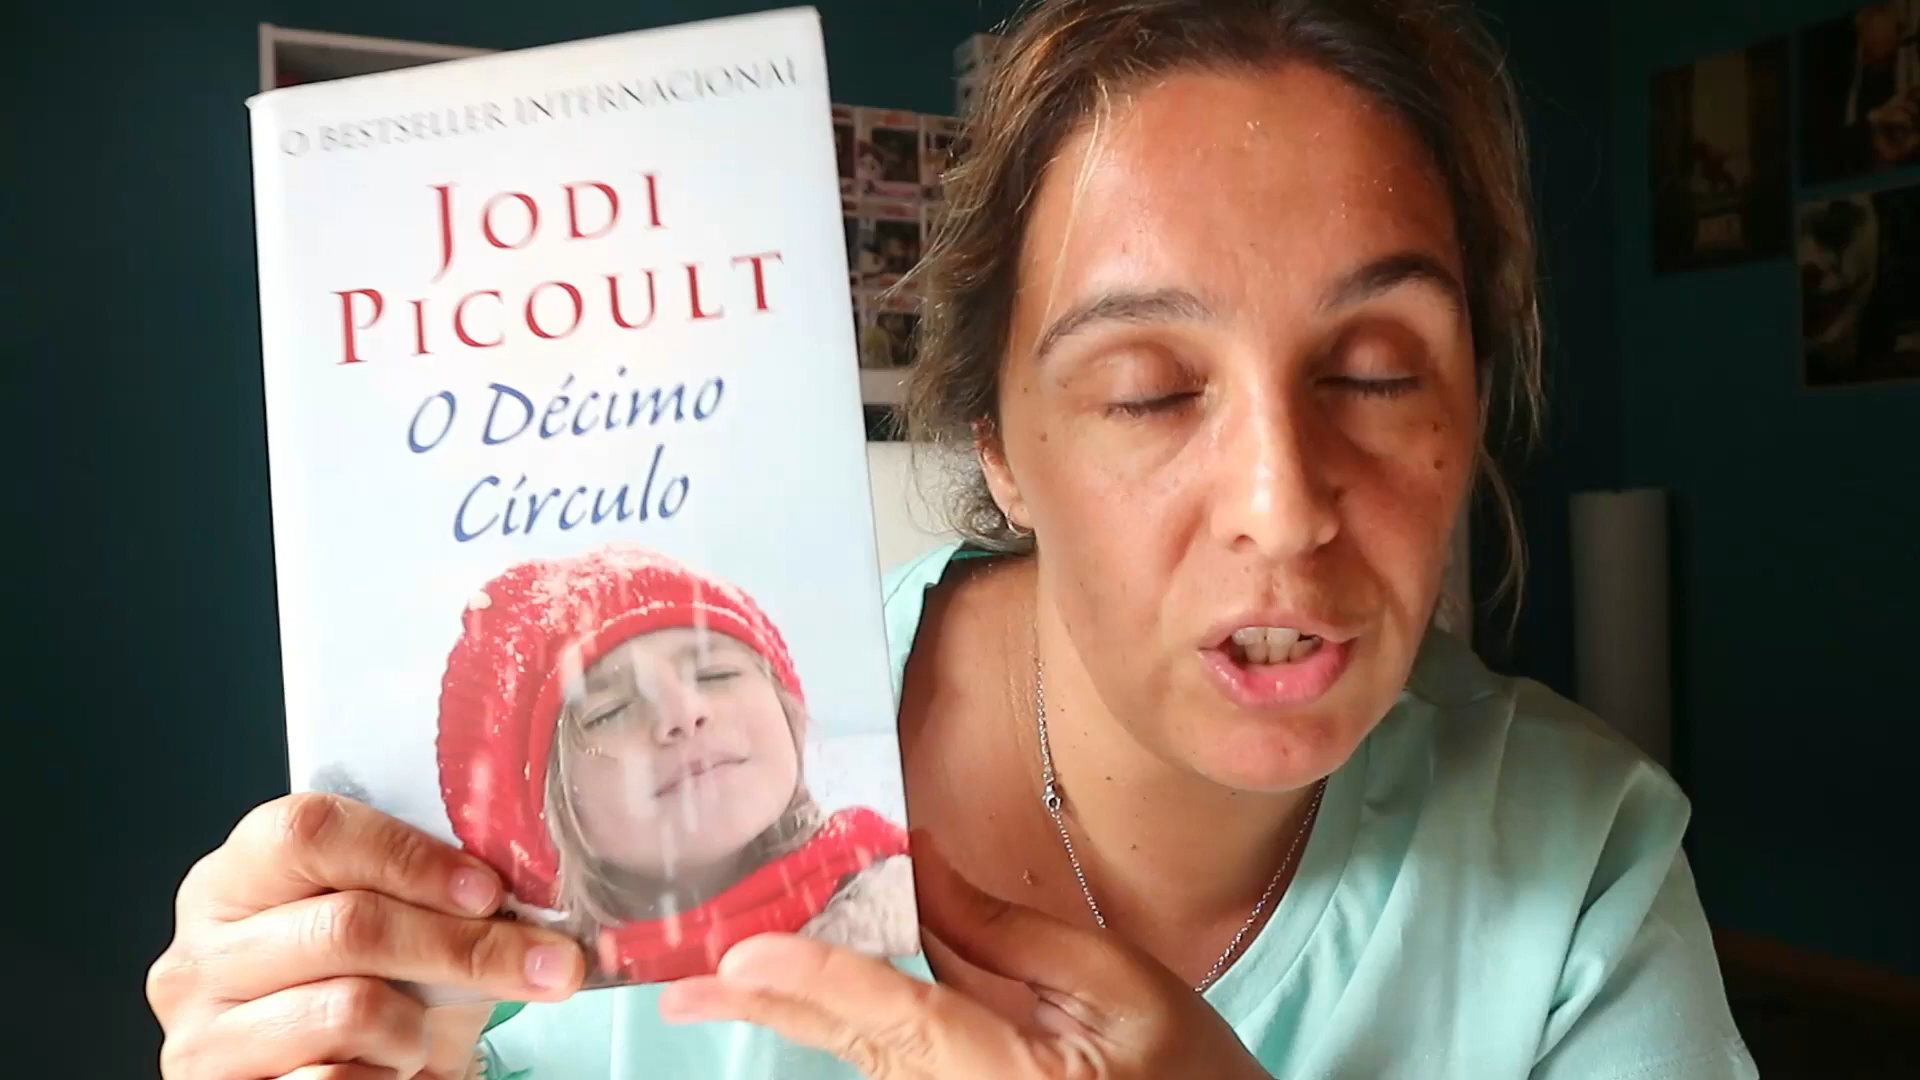 O BESTSELLER INTERNACIONAL
JODI
PICOULT
O Décimo
Círculo